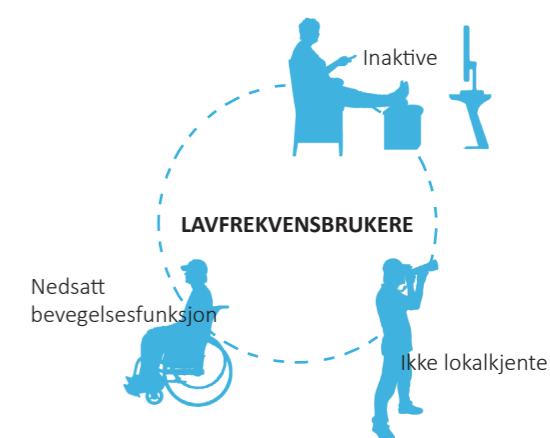 Inaktive
LAVFREKVENSBRUKERE
Nedsatt
bevegelsesfunksjon
Ikke lokalkjente